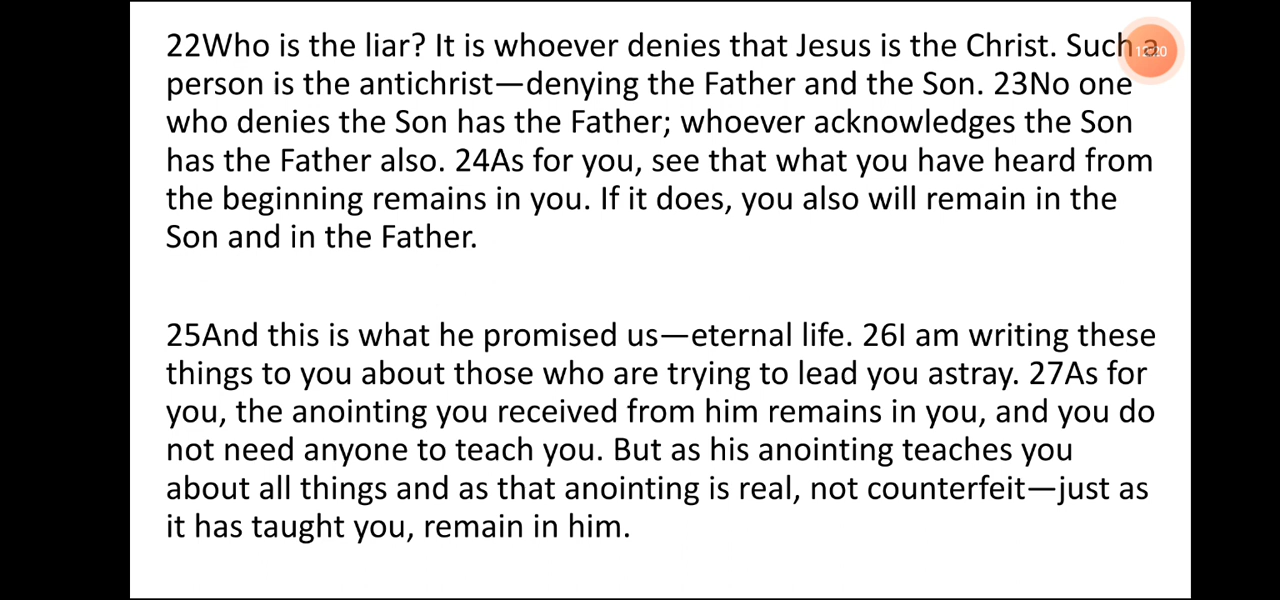 22Who is the liar? It is whoever denies that Jesus is the Christ. Such a
person is the antichrist—denying the Father and the Son. 23No one
who denies the Son has the Father; whoever acknowledges the Son
has the Father also. 24As for you, see that what you have heard from
the beginning remains in you. If it does, you also will remain in the
Son and in the Father.
25And this is what he promised us—eternal life. 26I am writing these
things to you about those who are trying to lead you astray. 27As for
you, the anointing you received from him remains in you, and you do
not need anyone to teach you. But as his anointing teaches you
about all things and as that anointing is real, not counterfeit—just as
it has taught you, remain in him.